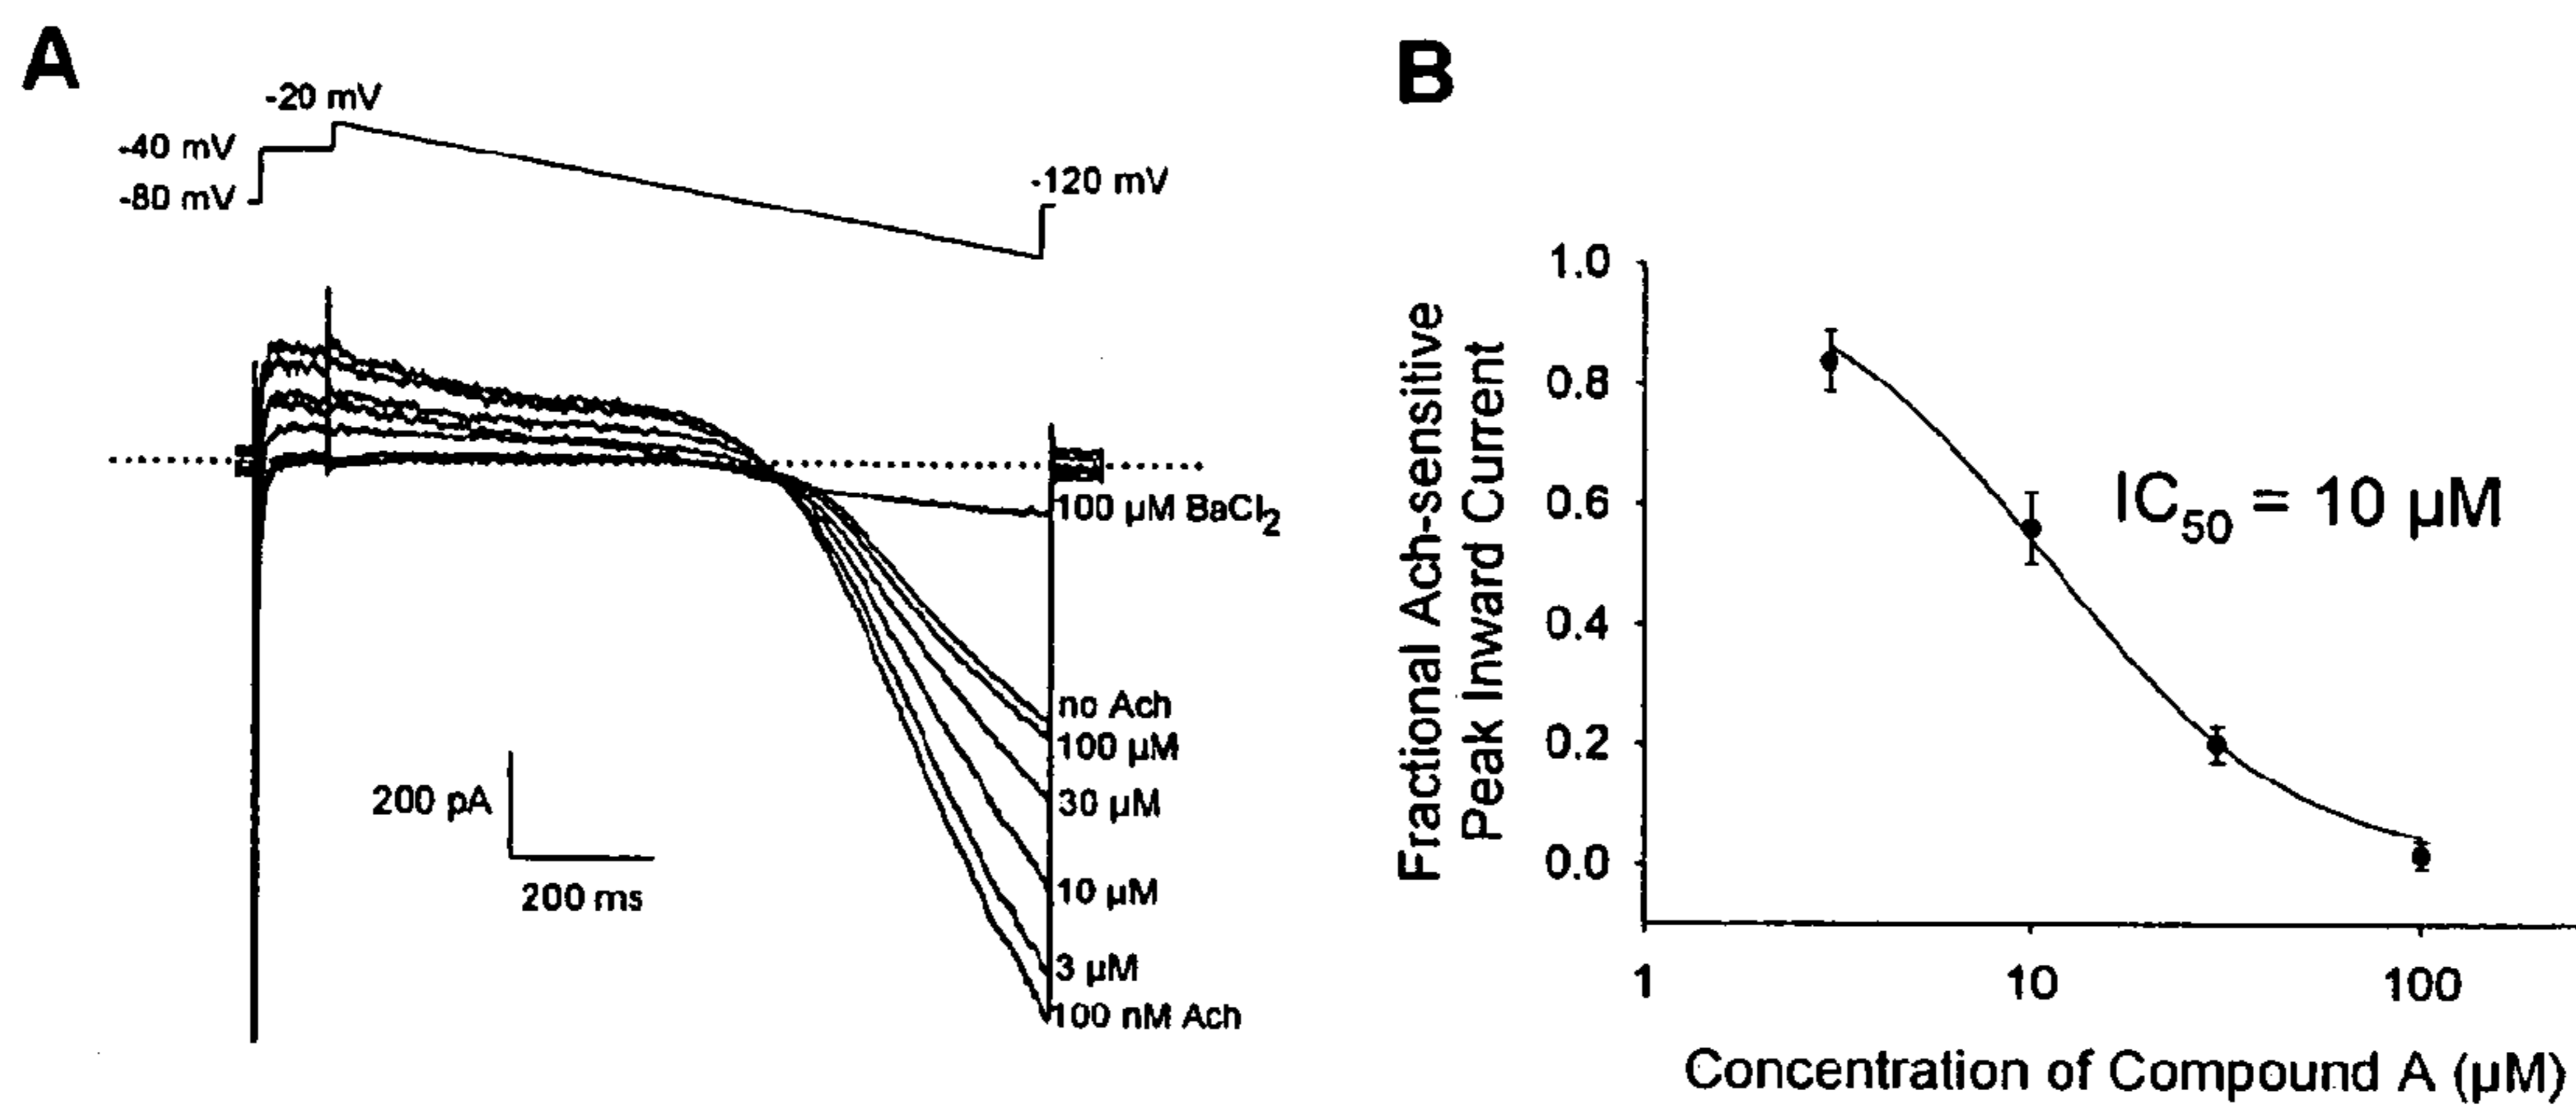 A
-20 mV
-40 mV
-80 mV
-120 mV
100 µM BaCl2
no Ach
100 µM
30 µM
10 µM
3 µM
100 nM Ach
200 pA
200 ms
B
Fractional Ach-sensitive
Peak Inward Current
1.0
0.8
0.6
0.4
0.2
0.0
IC50 = 10 µM
1
10
100
Concentration of Compound A (µM)